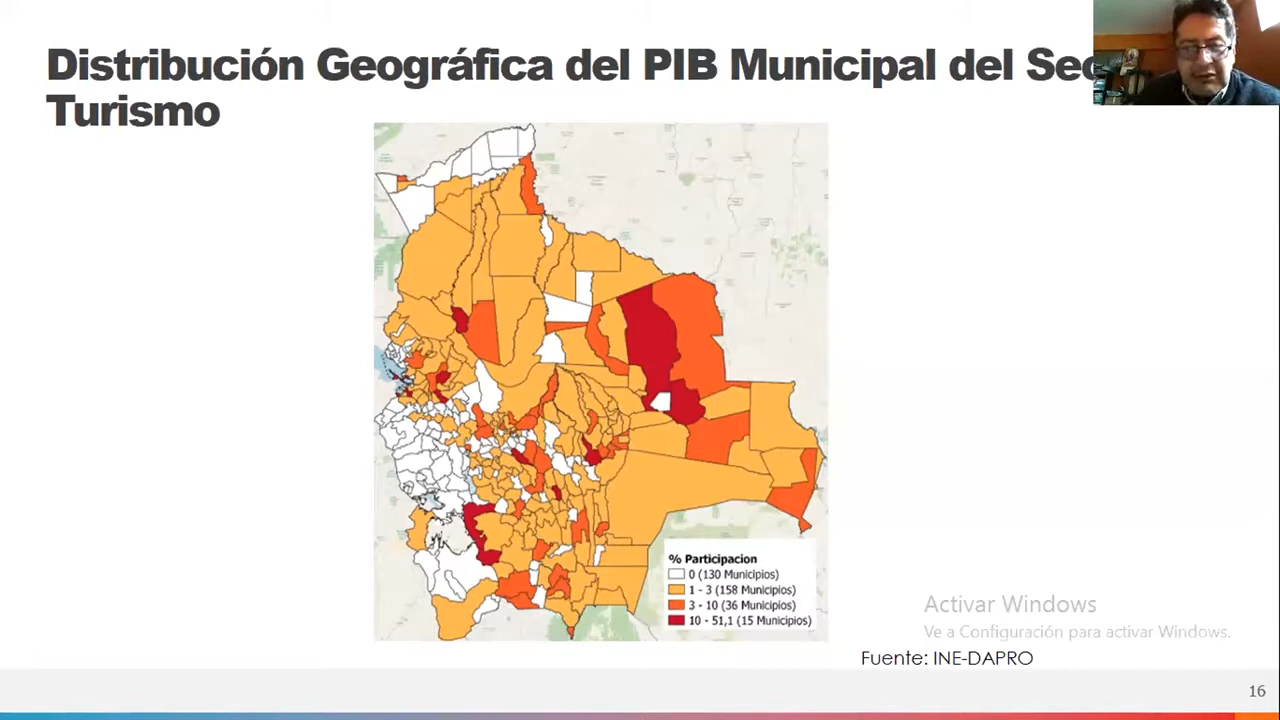 Distribución Geográfica del PIB Municipal del
Turismo
% Participacion
0 (130 Municipios)
1 - 3 (158 Municipios)
3 - 10 (36 Municipios)
10 - 51,1 (15 Municipios)
Activar Windows
Ve a Configuración para activar Windows.
Fuente: INE-DAPRO
16